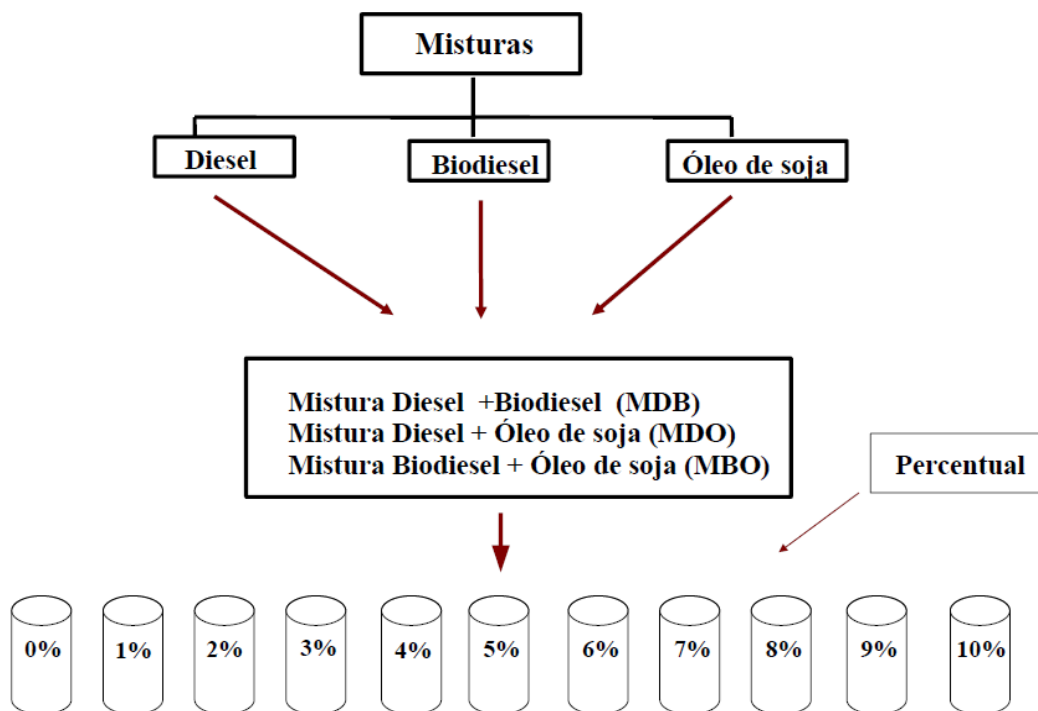 Misturas
Diesel
Biodiesel
Óleo de soja
Mistura Diesel +Biodiesel (MDB)
Mistura Diesel + Óleo de soja (MDO)
Mistura Biodiesel + Óleo de soja (MBO)
Percentual
0%
1%
2%
3%
4%
5%
6%
7%
8%
9%
10%